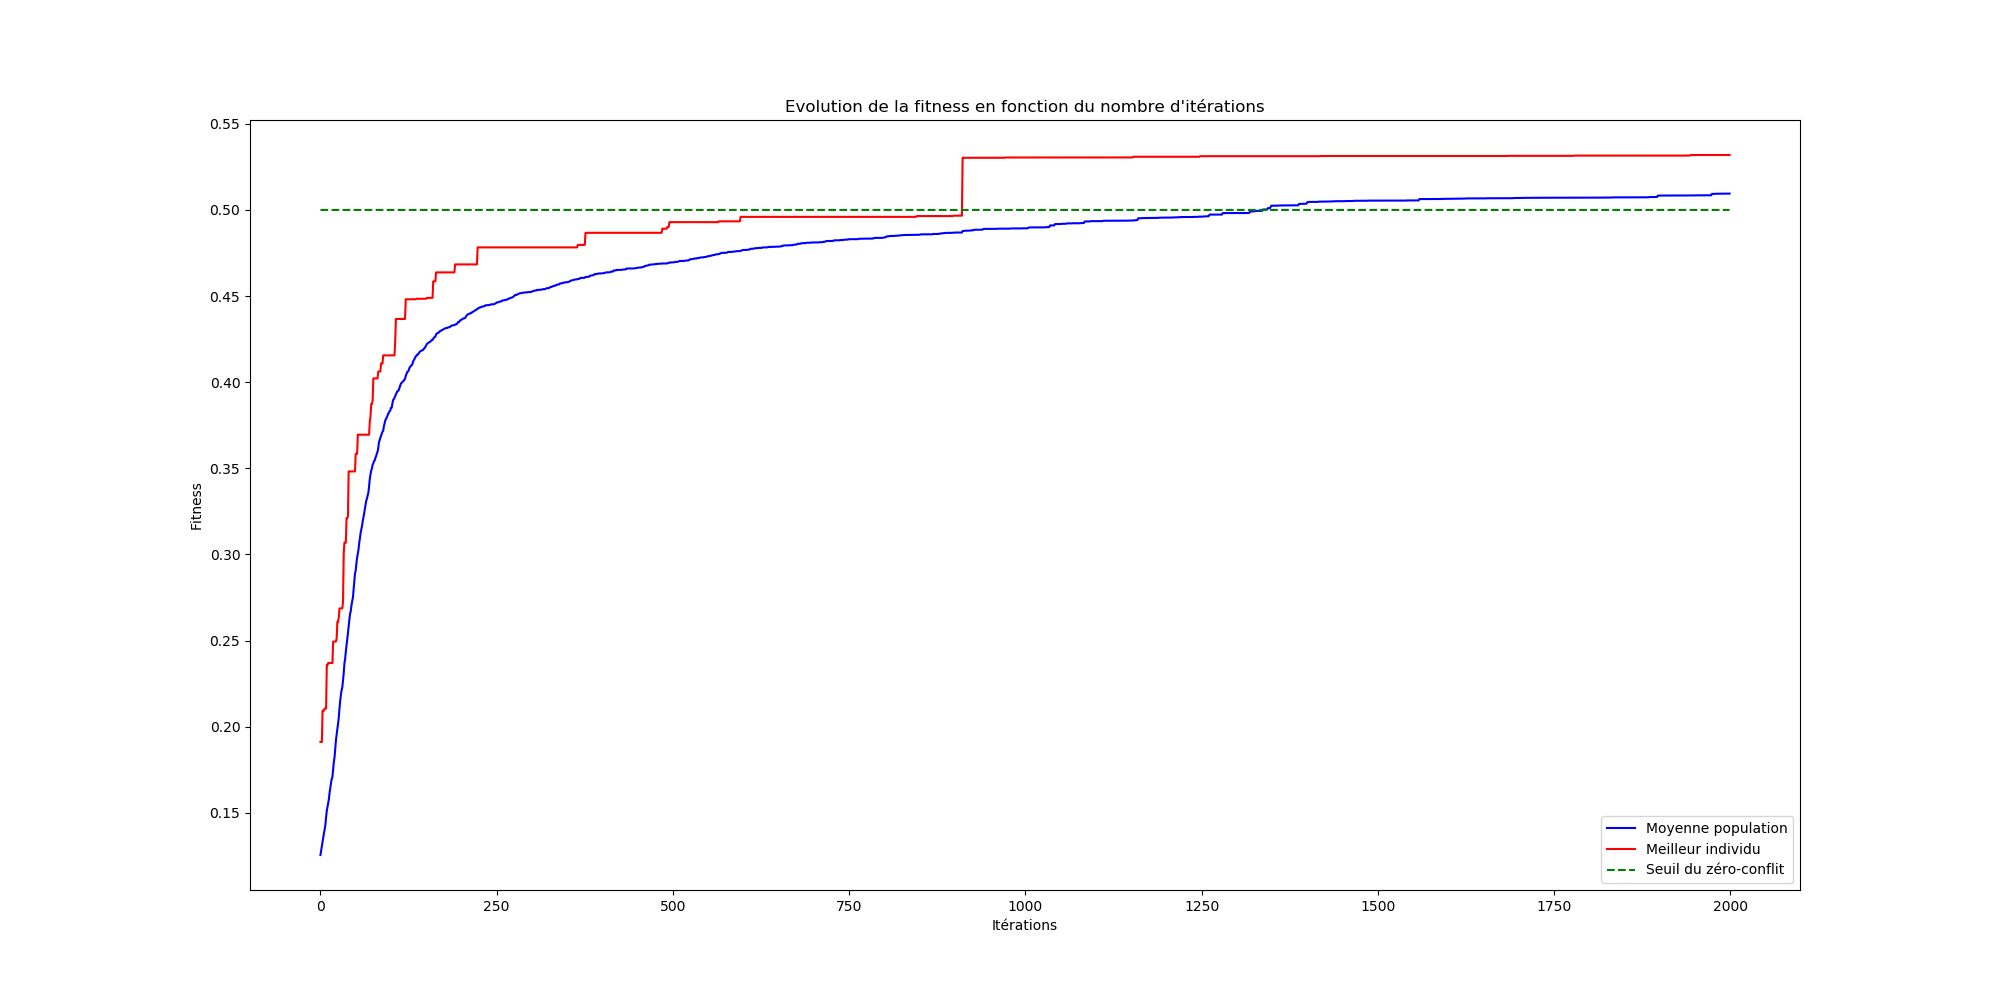 Evolution de la fitness en fonction du nombre d'itérations
0.55
0.50
0.45
0.40
0.35
0.30
0.25
0.20
0.15
Fitness
0 250 500 750 1000 1250 1500 1750 2000
Itérations
Moyenne population
Meilleur individu
Seuil du zéro-conflit